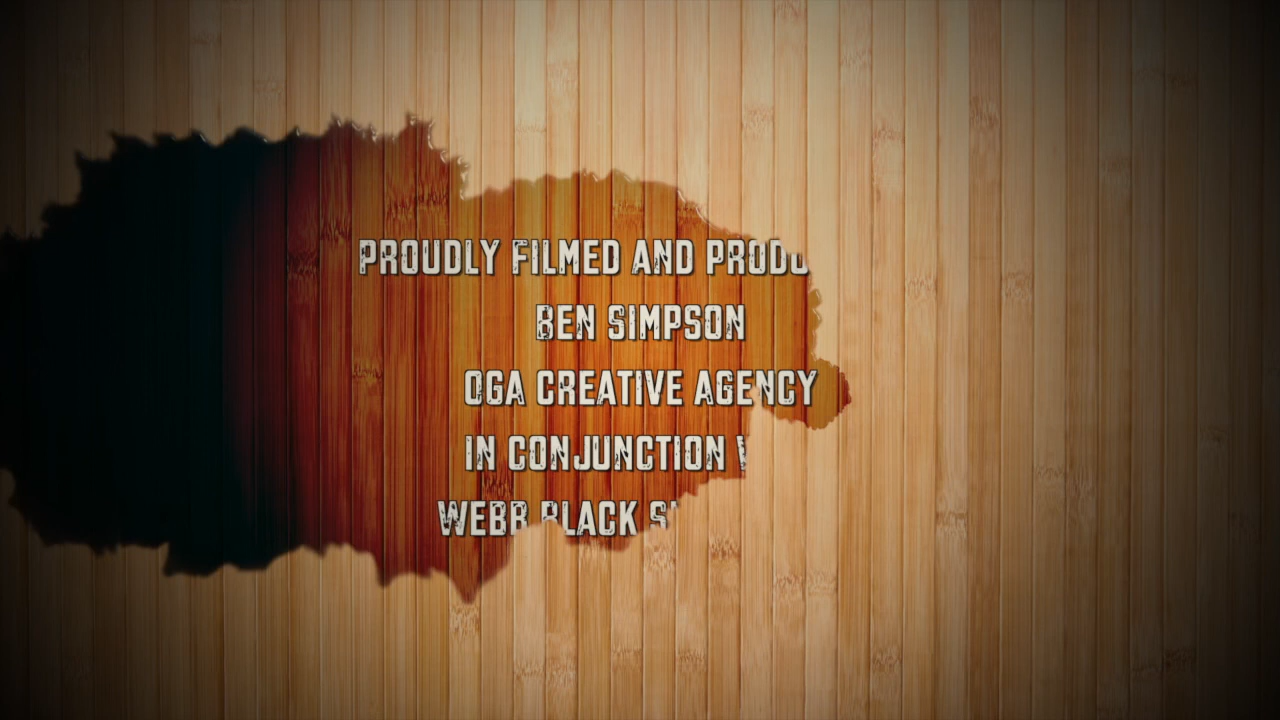 PROUDLY FILMED AND
BEN SIMPSON
OGA CREATIVE AGENCY
IN CONJUNCTION
WEBB BLACK